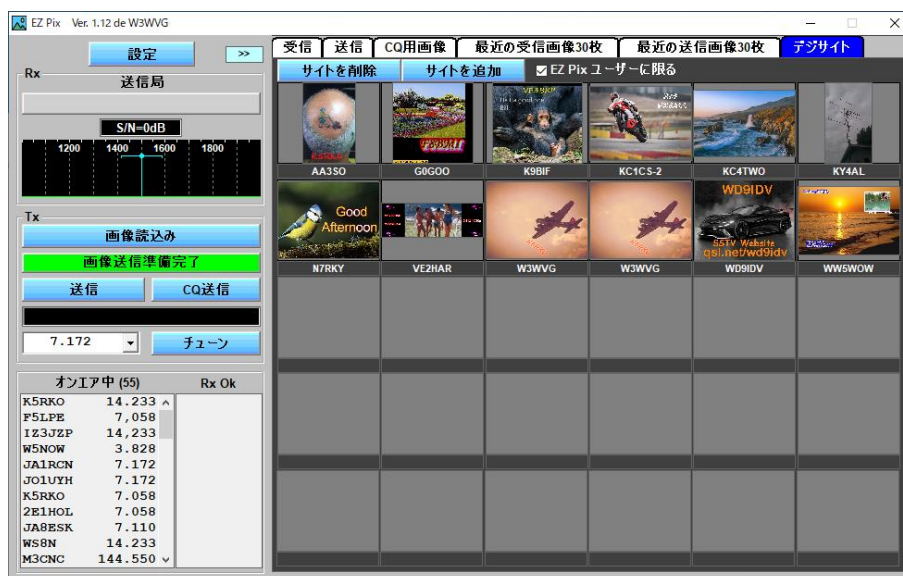 EZ Pix Ver. 1.12 de W3WVG
設定
>>
Rx
送信局
S/N=0dB
1200 1400 1600 1800
Tx
画像読込み
画像送信準備完了
送信 CQ送信
7.172 チューン
オンエア中 (55) Rx Ok
K5RKO 14.233
F5LPE 7,058
IZ3JZP 14,233
W5NOW 3.828
JA1RCN 7.172
JO1UYH 7.172
K5RKO 7.058
2E1HOL 7.058
JA8ESK 7.110
WS8N 14.233
M3CNC 144.550
受信 送信 CQ用画像 最近の受信画像30枚 最近の送信画像30枚 デジサイト
サイトを削除 サイトを追加 EZ Pix ユーザーに限る
AA3SO G0GOO K9BIF KC1CS-2 KC4TWO KY4AL
Good
Afternoon
WD9IDV
SSTV Website
qsl.net/wd9idv
N7RKY VE2HAR W3WVG W3WVG WD9IDV WW5WOW